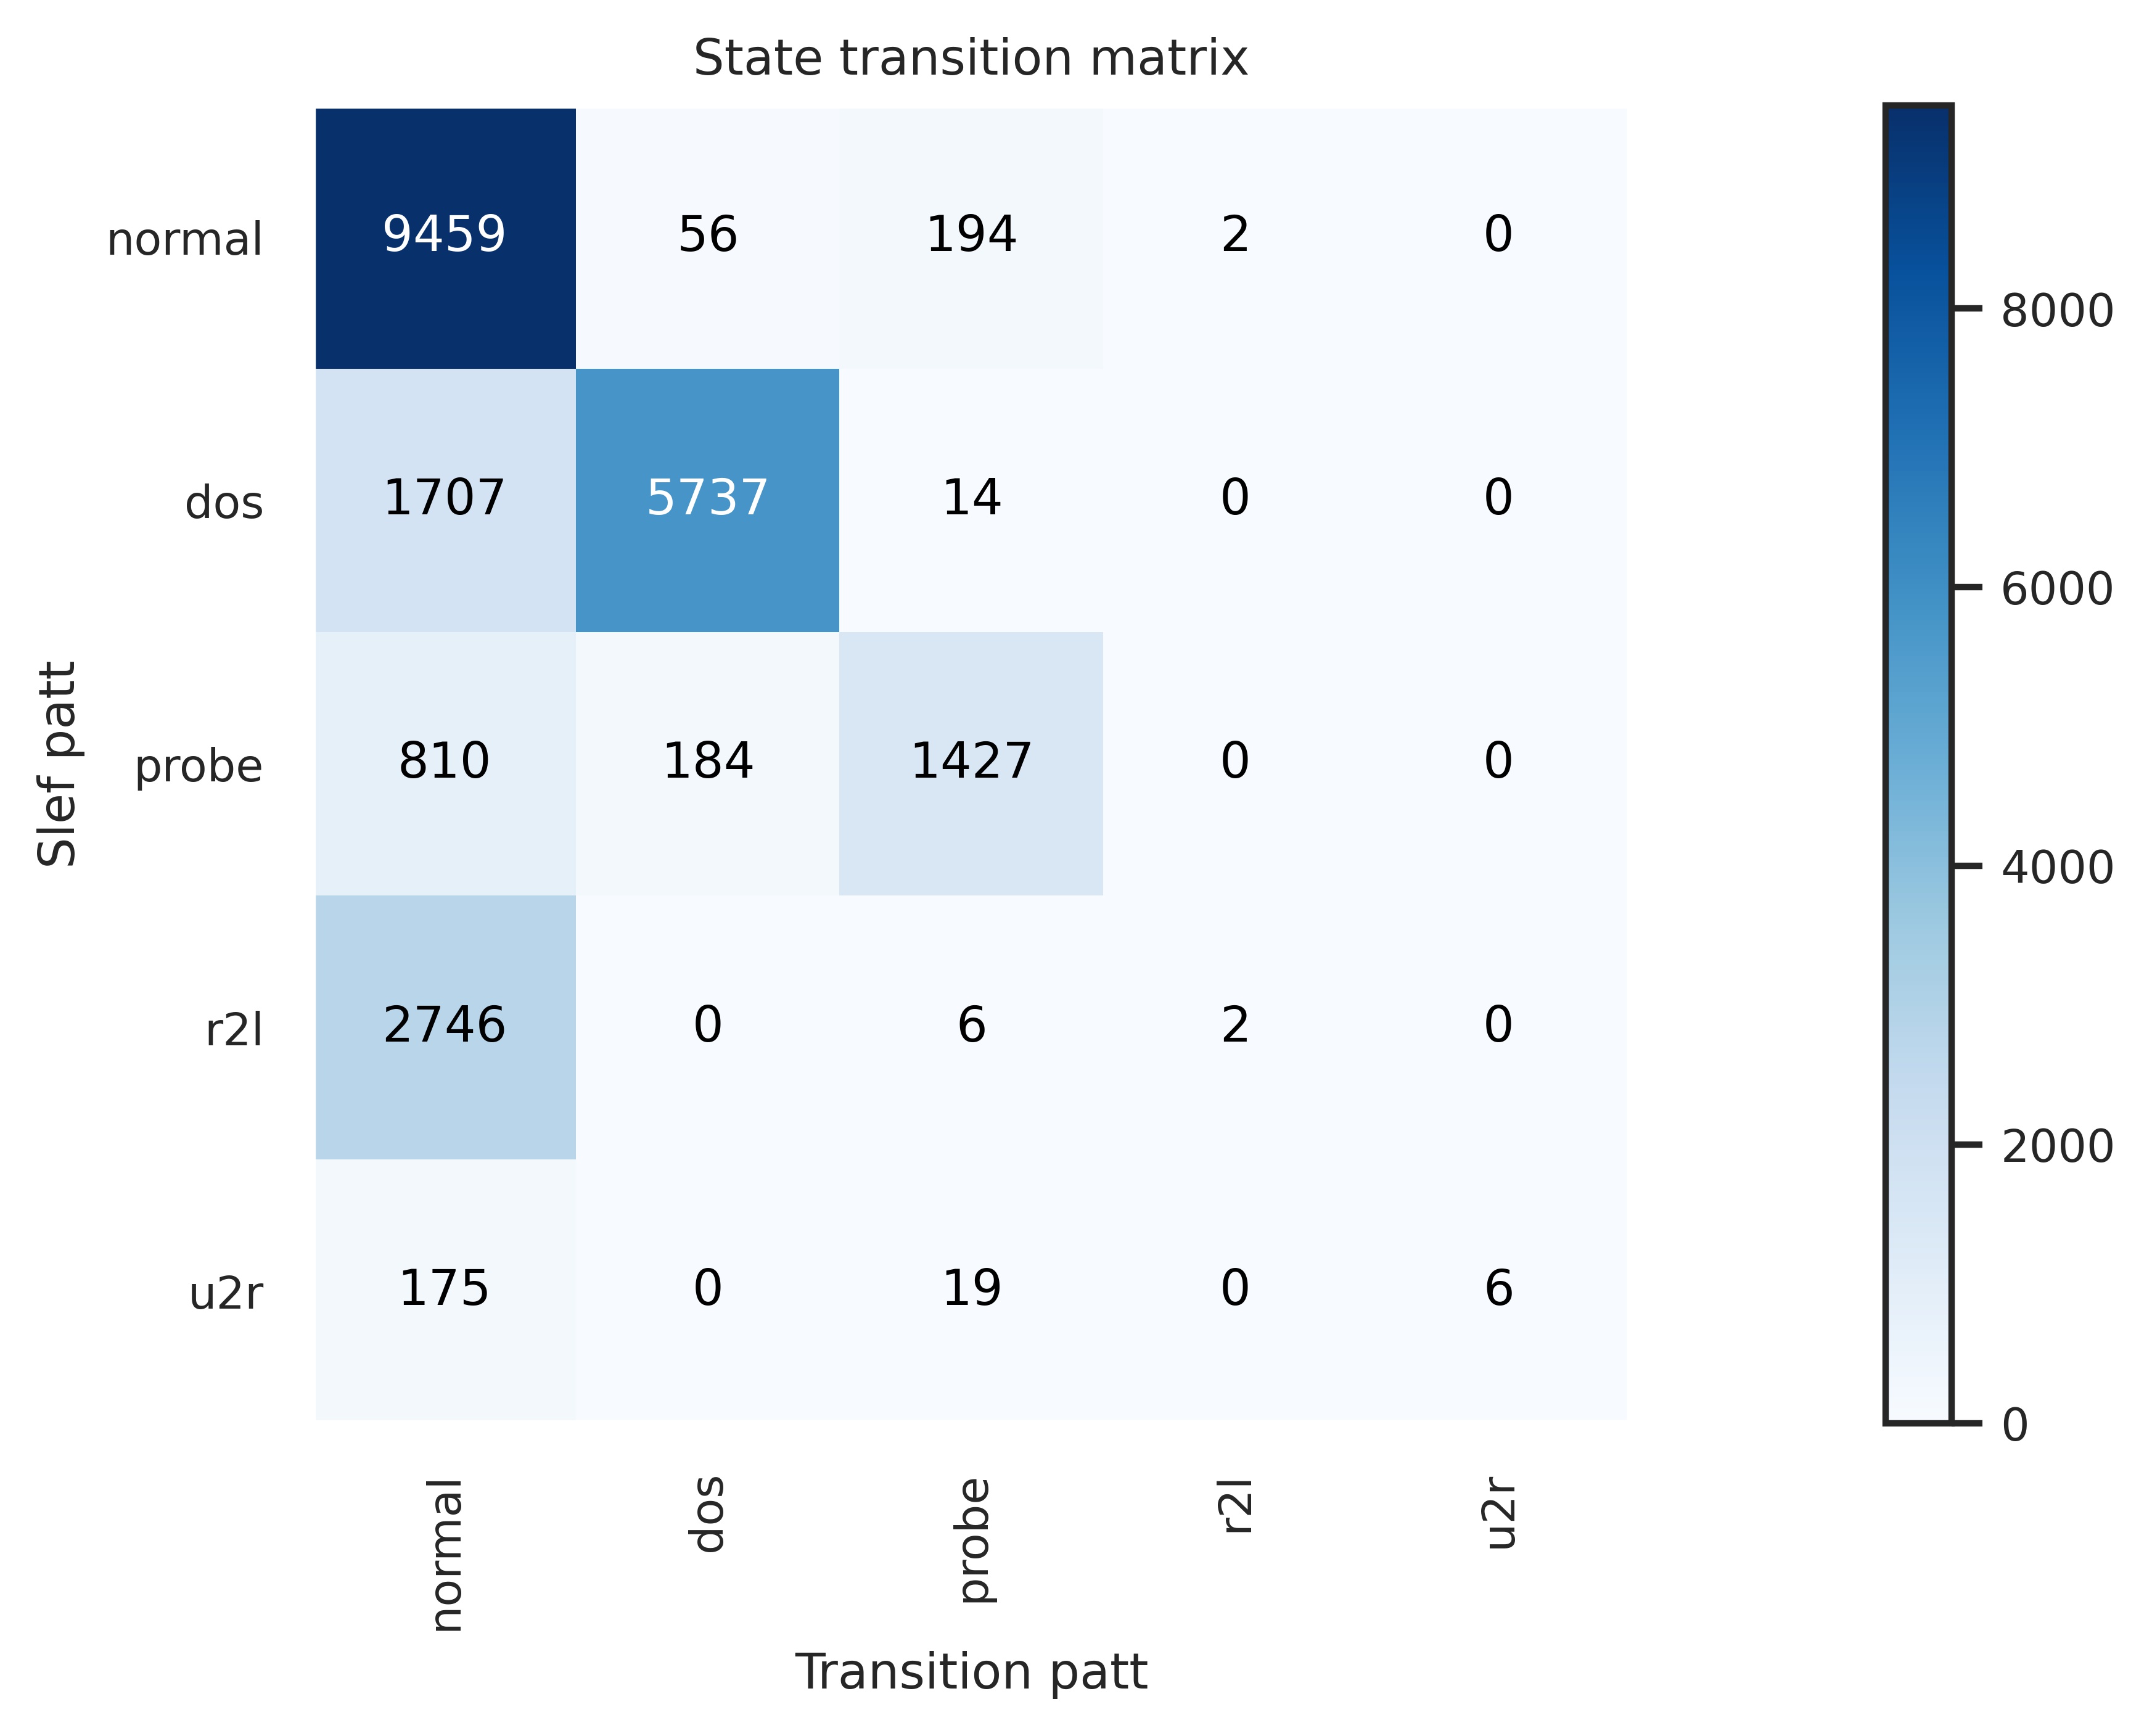 State transition matrix
normal 9459 56 194 2 0
dos 1707 5737 14 0 0
probe 810 184 1427 0 0
r2l 2746 0 6 2 0
u2r 175 0 19 0 6
normal dos probe r2l u2r
Transition patt
Slef patt
8000
6000
4000
2000
0